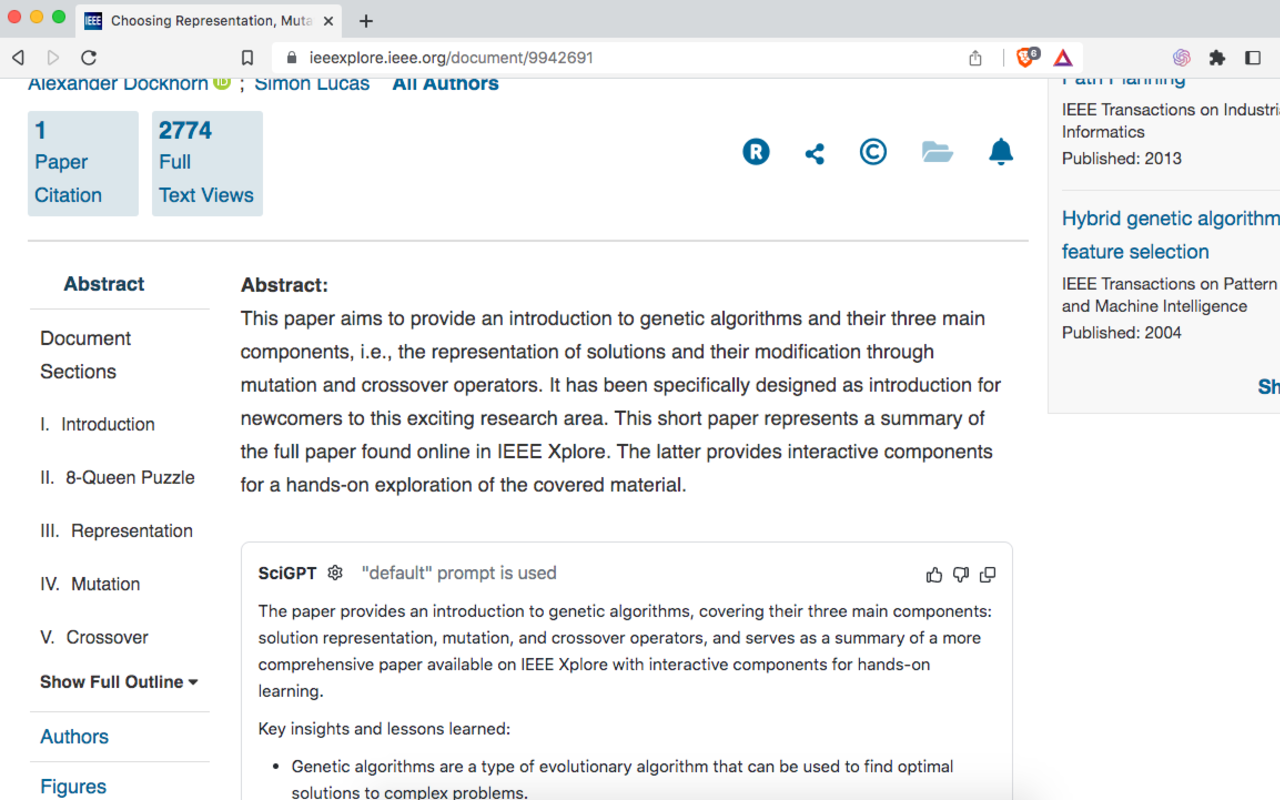 IEEE Choosing Representation, Muta
ieeexplore.ieee.org/document/9942691
6
Alexander Dockhorn iD ; Simon Lucas All Authors
1
Paper
Citation
2774
Full
Text Views
R
©
Abstract
Document
Sections
I. Introduction
II. 8-Queen Puzzle
III. Representation
IV. Mutation
V. Crossover
Show Full Outline
Authors
Figures
Abstract:
This paper aims to provide an introduction to genetic algorithms and their three main
components, i.e., the representation of solutions and their modification through
mutation and crossover operators. It has been specifically designed as introduction for
newcomers to this exciting research area. This short paper represents a summary of
the full paper found online in IEEE Xplore. The latter provides interactive components
for a hands-on exploration of the covered material.
SciGPT "default" prompt is used
The paper provides an introduction to genetic algorithms, covering their three main components:
solution representation, mutation, and crossover operators, and serves as a summary of a more
comprehensive paper available on IEEE Xplore with interactive components for hands-on
learning.
Key insights and lessons learned:
• Genetic algorithms are a type of evolutionary algorithm that can be used to find optimal
solutions to complex problems.
Path Planning
IEEE Transactions on Industri
Informatics
Published: 2013
Hybrid genetic algorithm
feature selection
IEEE Transactions on Pattern
and Machine Intelligence
Published: 2004
Sh